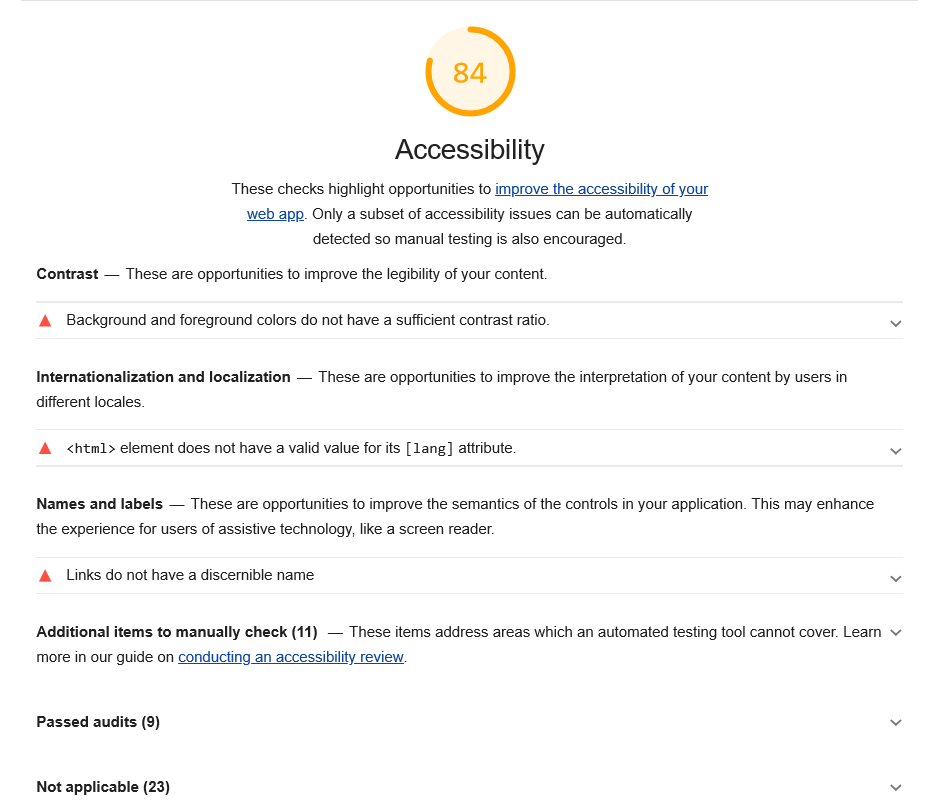 84
Accessibility
These checks highlight opportunities to improve the accessibility of your
web app. Only a subset of accessibility issues can be automatically
detected so manual testing is also encouraged.
Contrast — These are opportunities to improve the legibility of your content.
Background and foreground colors do not have a sufficient contrast ratio.
Internationalization and localization — These are opportunities to improve the interpretation of your content by users in
different locales.
<html> element does not have a valid value for its [lang] attribute.
Names and labels — These are opportunities to improve the semantics of the controls in your application. This may enhance
the experience for users of assistive technology, like a screen reader.
Links do not have a discernible name
Additional items to manually check (11) — These items address areas which an automated testing tool cannot cover. Learn
more in our guide on conducting an accessibility review.
Passed audits (9)
Not applicable (23)